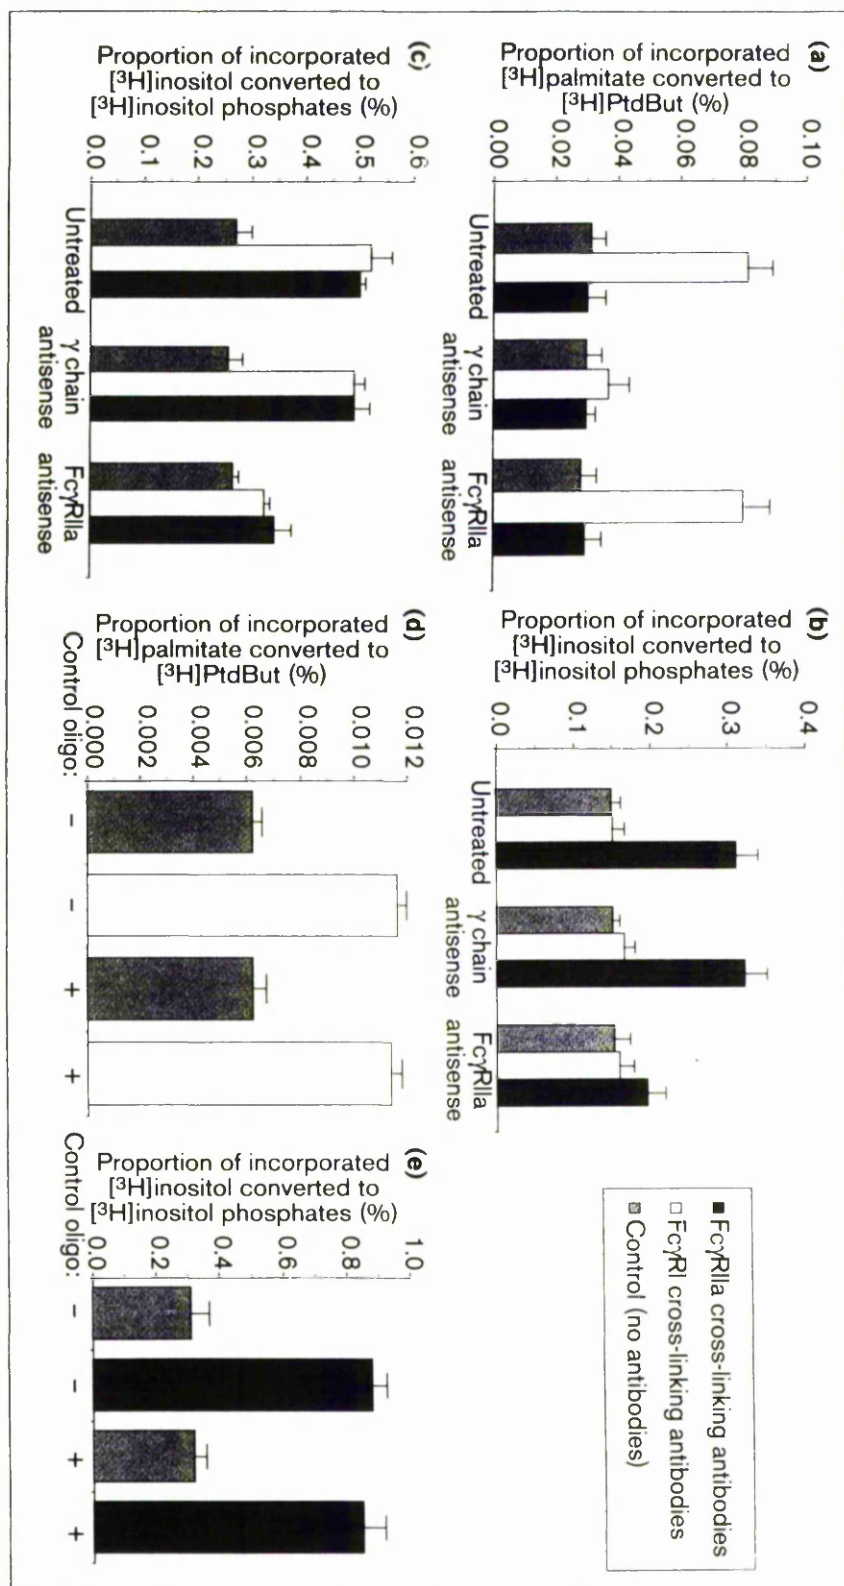 (a)
Proportion of incorporated
[³H]palmitate converted to
[³H]PtdBut (%)
0.10
0.08
0.06
0.04
0.02
0.00
Untreated
γ chain
antisense
FcγRIIa
antisense
(b)
Proportion of incorporated
[³H]inositol converted to
[³H]inositol phosphates (%)
0.4
0.3
0.2
0.1
0.0
Untreated
γ chain
antisense
FcγRIIa
antisense
FcγRIIa cross-linking antibodies
FcγRI cross-linking antibodies
Control (no antibodies)
(c)
Proportion of incorporated
[³H]inositol converted to
[³H]inositol phosphates (%)
0.6
0.5
0.4
0.3
0.2
0.1
0.0
Untreated
γ chain
antisense
FcγRIIa
antisense
(d)
Proportion of incorporated
[³H]palmitate converted to
[³H]PtdBut (%)
0.012
0.010
0.008
0.006
0.004
0.002
0.000
Control oligo: – – + +
(e)
Proportion of incorporated
[³H]inositol converted to
[³H]inositol phosphates (%)
1.0
0.8
0.6
0.4
0.2
0.0
Control oligo: – – + +